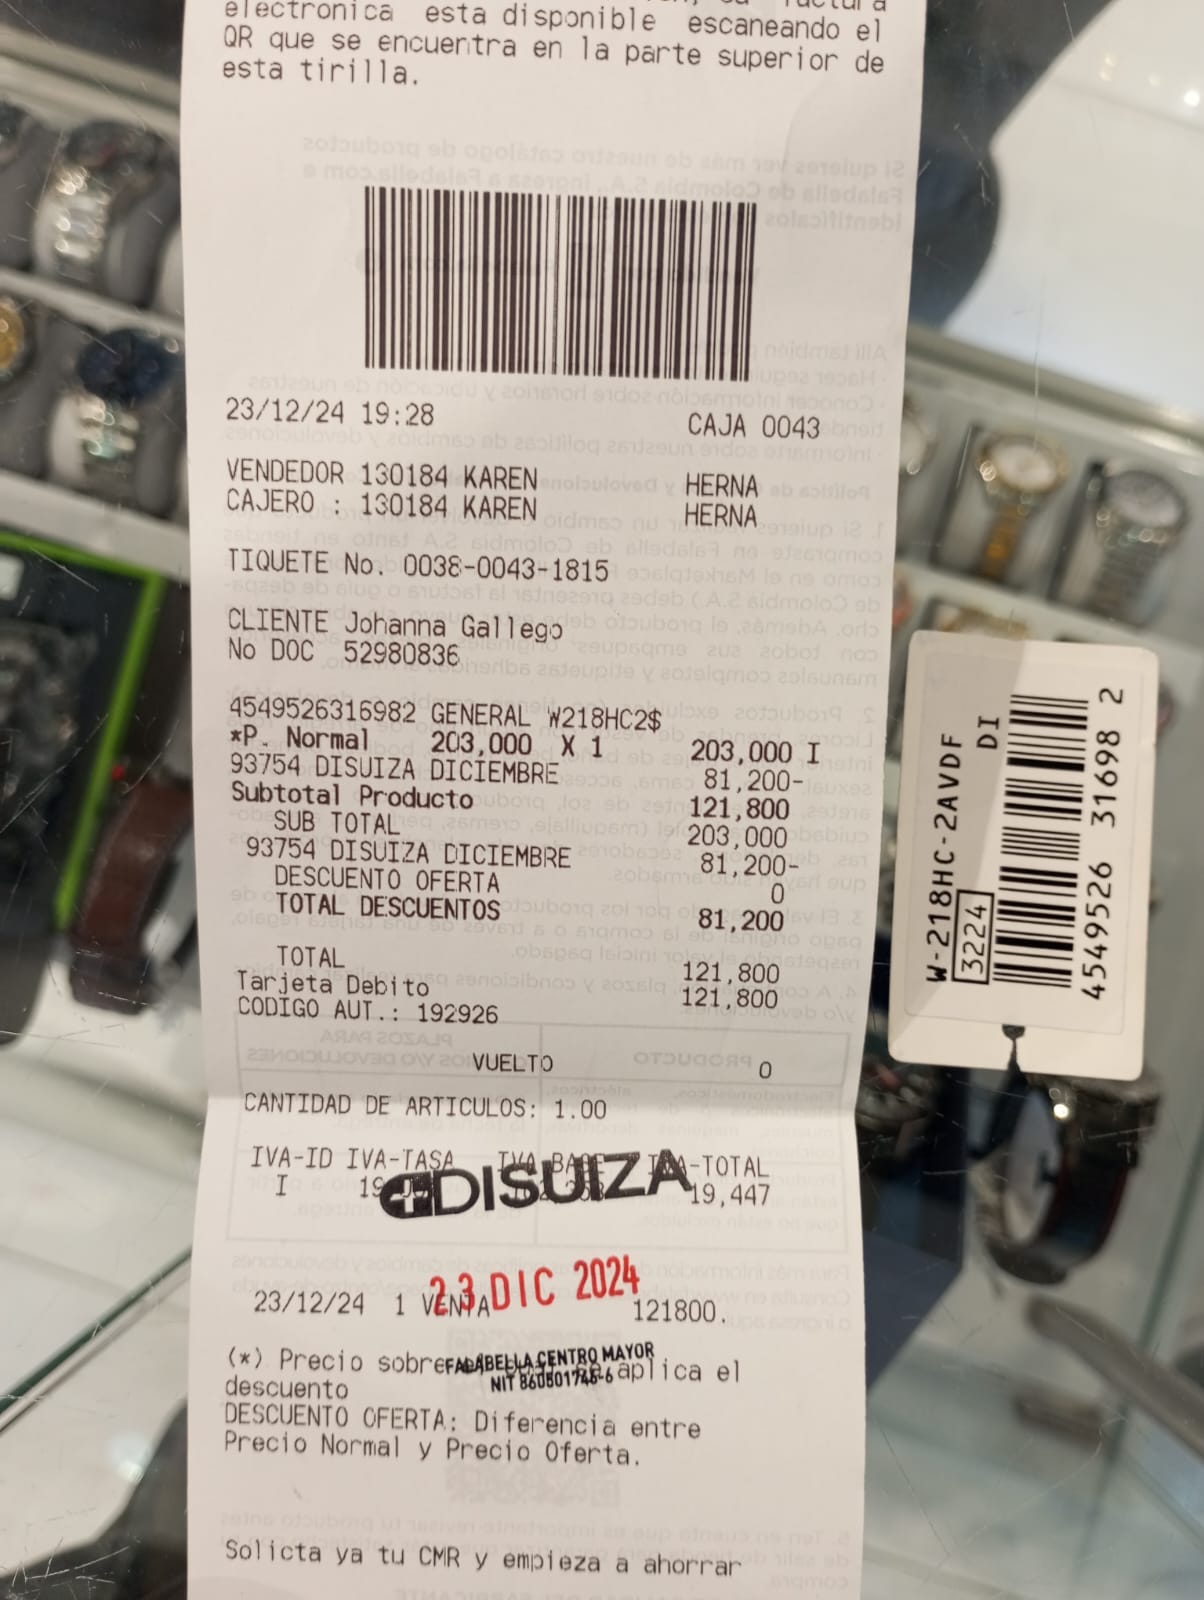 electronica esta disponible escaneando el
QR que se encuentra en la parte superior de
esta tirilla.
23/12/24 19:28 CAJA 0043
VENDEDOR 130184 KAREN HERNA
CAJERO : 130184 KAREN HERNA
TIQUETE No. 0038-0043-1815
CLIENTE Johanna Gallego
No DOC 52980836
4549526316982 GENERAL W218HC2$
*P. Normal 203,000 X 1 203,000 I
93754 DISUIZA DICIEMBRE 81,200-
Subtotal Producto 121,800
SUB TOTAL 203,000
93754 DISUIZA DICIEMBRE 81,200-
DESCUENTO OFERTA 0
TOTAL DESCUENTOS 81,200
TOTAL 121,800
Tarjeta Debito 121,800
CODIGO AUT.: 192926
VUELTO 0
CANTIDAD DE ARTICULOS: 1.00
IVA-ID IVA-TASA IVA BASE IVA-TOTAL
I 19,447
DISUIZA
23 DIC 2024
23/12/24 1 VENTA 121800.
FALABELLA CENTRO MAYOR
(*) Precio sobre se aplica el
descuento
DESCUENTO OFERTA: Diferencia entre
Precio Normal y Precio Oferta.
Solicta ya tu CMR y empieza a ahorrar
W-218HC-2AVDF
3224 DI
4549526 31698 2